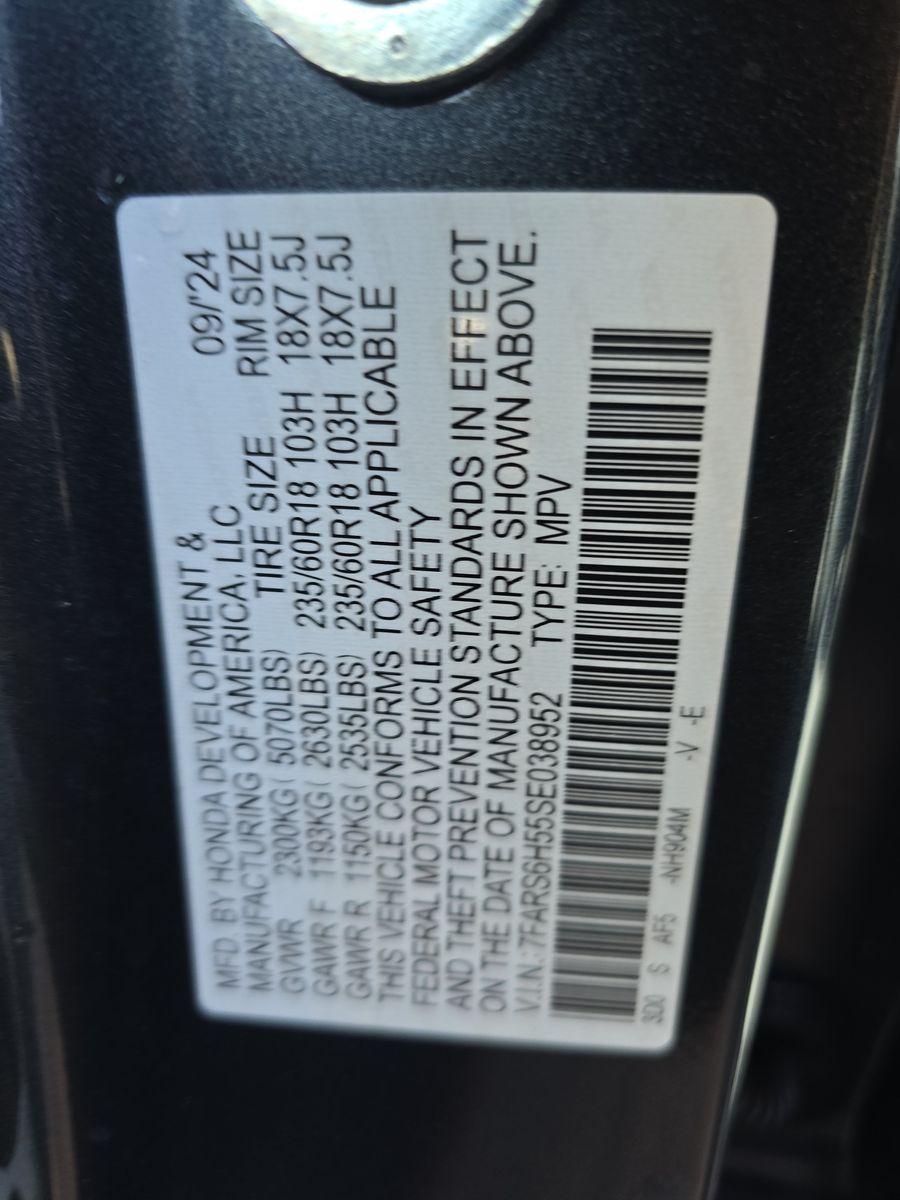 MFD BY HONDA DEVELOPMENT & 09/'24
MANUFACTURING OF AMERICA, LLC
TIRE SIZE RIM SIZE
GVWR 2300KG ( 5070LBS)
GAWR F 1193KG ( 2630LBS) 235/60R18 103H 18X7.5J
GAWR R 1150KG ( 2535LBS) 235/60R18 103H 18X7.5J
THIS VEHICLE CONFORMS TO ALL APPLICABLE
FEDERAL MOTOR VEHICLE SAFETY
AND THEFT PREVENTION STANDARDS IN EFFECT
ON THE DATE OF MANUFACTURE SHOWN ABOVE.
V.I.N.:7FARS6H55SE038952 TYPE: MPV
3D0 S AF5 -NH904M -V -E